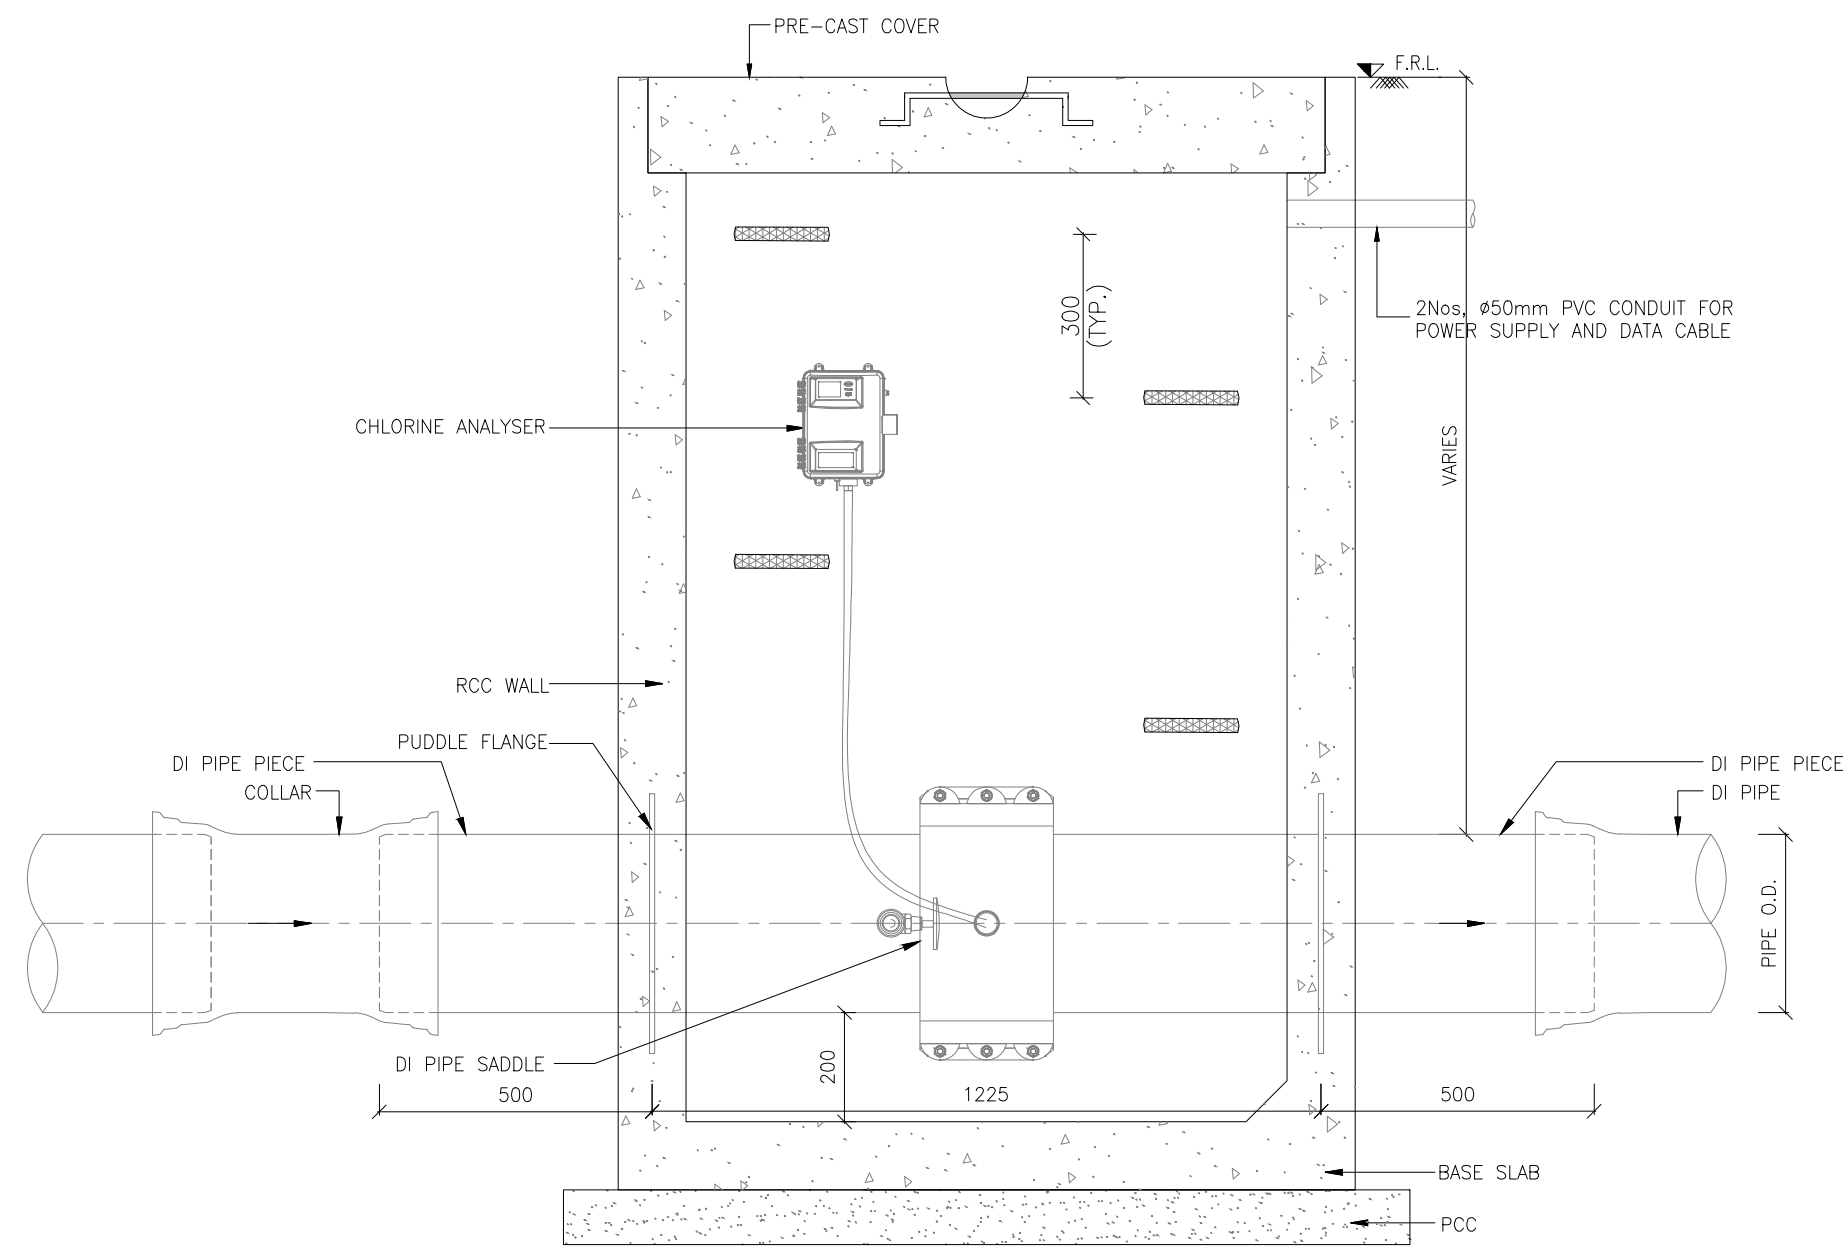 PRE-CAST COVER
F.R.L.
2Nos, ø50mm PVC CONDUIT FOR
POWER SUPPLY AND DATA CABLE
300
(TYP.)
CHLORINE ANALYSER
VARIES
RCC WALL
PUDDLE FLANGE
DI PIPE PIECE
COLLAR
DI PIPE PIECE
DI PIPE
PIPE O.D.
DI PIPE SADDLE
200
500
1225
500
BASE SLAB
PCC